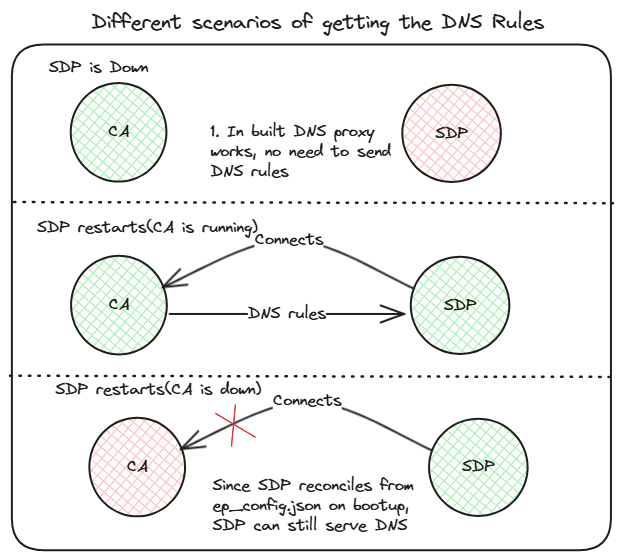 Different scenarios of getting the DNS Rules
SDP is Down
CA
1. In built DNS proxy
works, no need to send
DNS rules
SDP
SDP restarts(CA is running)
Connects
CA
DNS rules
SDP
SDP restarts(CA is down)
Connects
CA
SDP
Since SDP reconciles from
ep_config.json on bootup,
SDP can still serve DNS